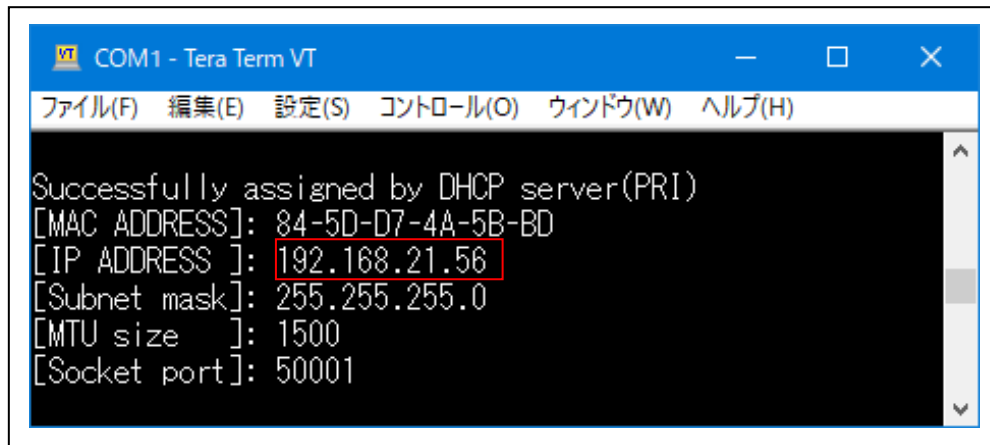 COM1 - Tera Term VT
ファイル(F) 編集(E) 設定(S) コントロール(O) ウィンドウ(W) ヘルプ(H)
Successfully assigned by DHCP server(PRI)
[MAC ADDRESS]: 84-5D-D7-4A-5B-BD
[IP ADDRESS ]: 192.168.21.56
[Subnet mask]: 255.255.255.0
[MTU size   ]: 1500
[Socket port]: 50001